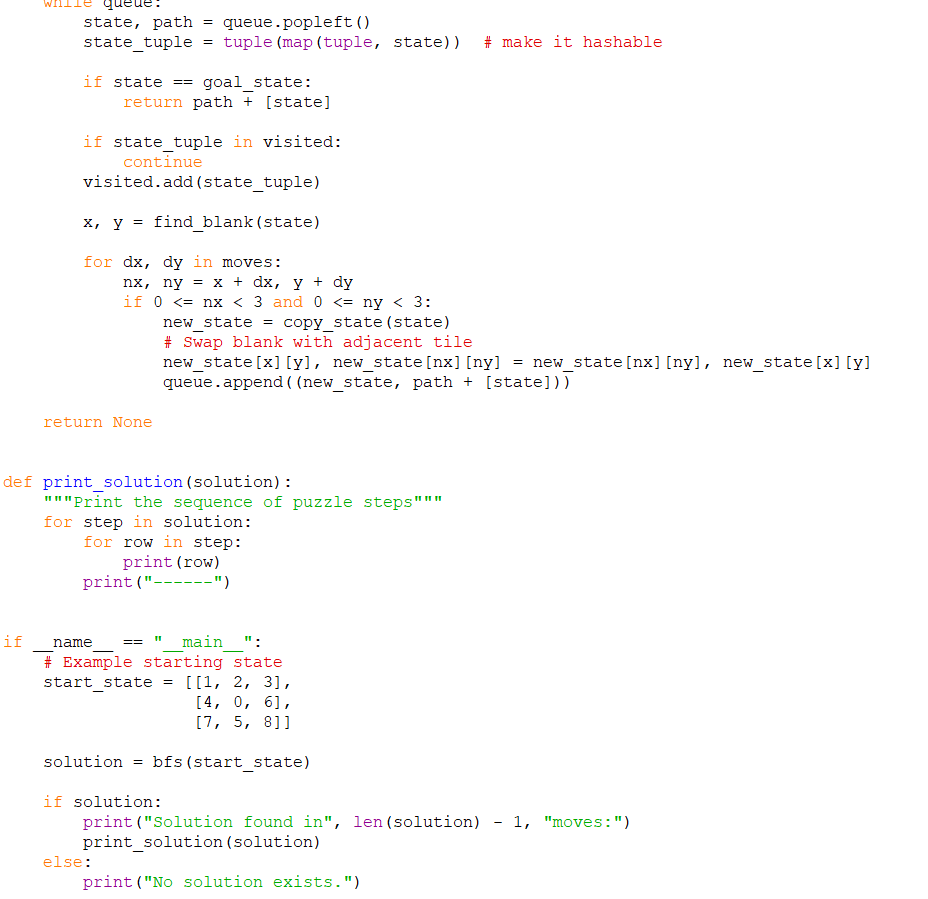 while queue:
        state, path = queue.popleft()
        state_tuple = tuple(map(tuple, state))  # make it hashable

        if state == goal_state:
            return path + [state]

        if state_tuple in visited:
            continue
        visited.add(state_tuple)

        x, y = find_blank(state)

        for dx, dy in moves:
            nx, ny = x + dx, y + dy
            if 0 <= nx < 3 and 0 <= ny < 3:
                new_state = copy_state(state)
                # Swap blank with adjacent tile
                new_state[x][y], new_state[nx][ny] = new_state[nx][ny], new_state[x][y]
                queue.append((new_state, path + [state]))

    return None


def print_solution(solution):
    """Print the sequence of puzzle steps"""
    for step in solution:
        for row in step:
            print(row)
        print("------")


if __name__ == "__main__":
    # Example starting state
    start_state = [[1, 2, 3],
                   [4, 0, 6],
                   [7, 5, 8]]

    solution = bfs(start_state)

    if solution:
        print("Solution found in", len(solution) - 1, "moves:")
        print_solution(solution)
    else:
        print("No solution exists.")